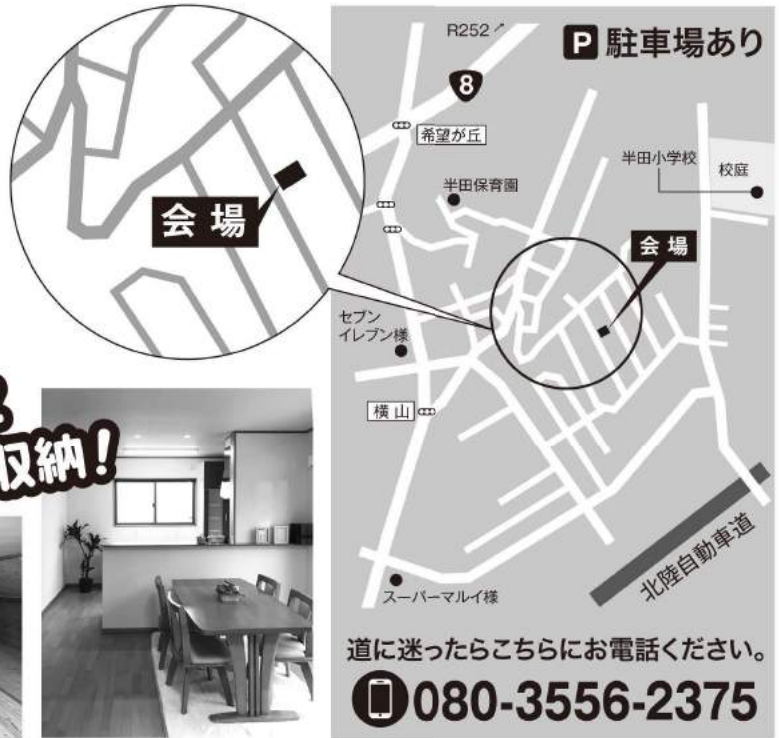 R252
P 駐車場あり
8
希望が丘
半田保育園
半田小学校
校庭
会場
会場
セブン
イレブン様
横山
収納!
北陸自動車道
スーパーマルイ様
道に迷ったらこちらにお電話ください。
080-3556-2375